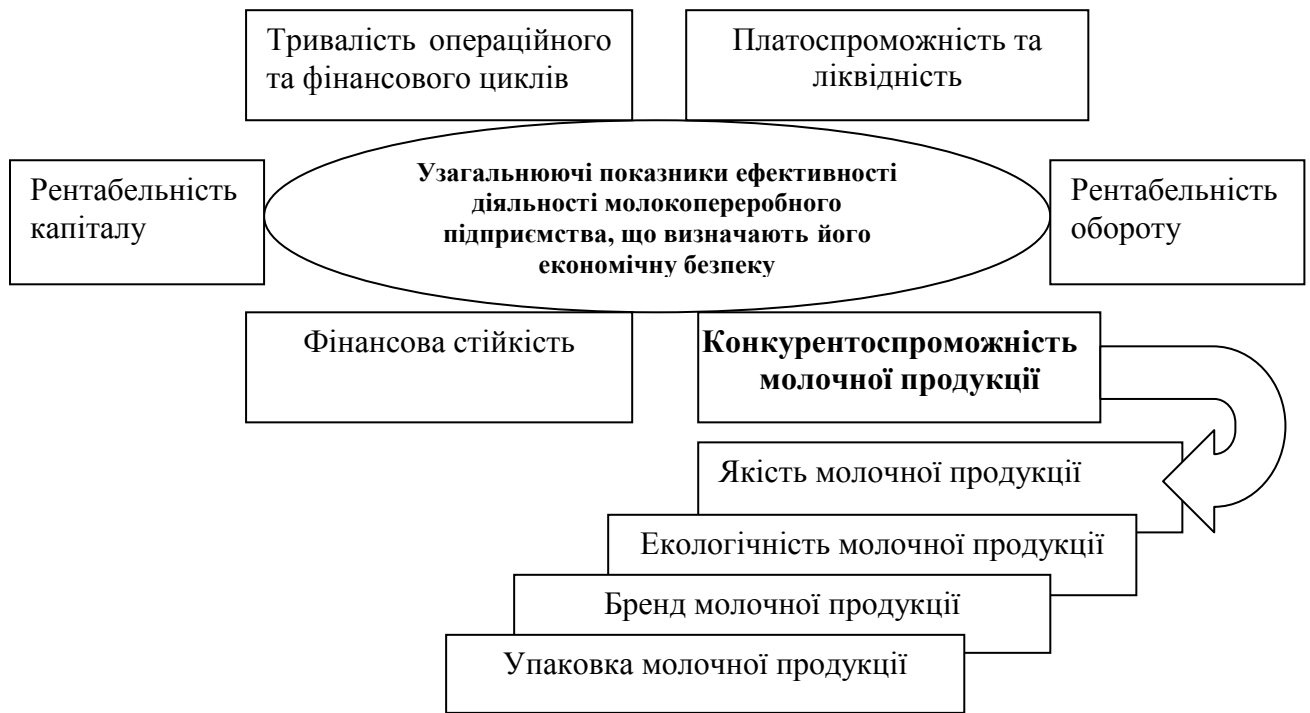 Тривалість операційного
та фінансового циклів
Платоспроможність та
ліквідність
Рентабельність
капіталу
Узагальнюючі показники ефективності
діяльності молокопереробного
підприємства, що визначають його
економічну безпеку
Рентабельність
обороту
Фінансова стійкість
Конкурентоспроможність
молочної продукції
Якість молочної продукції
Екологічність молочної продукції
Бренд молочної продукції
Упаковка молочної продукції